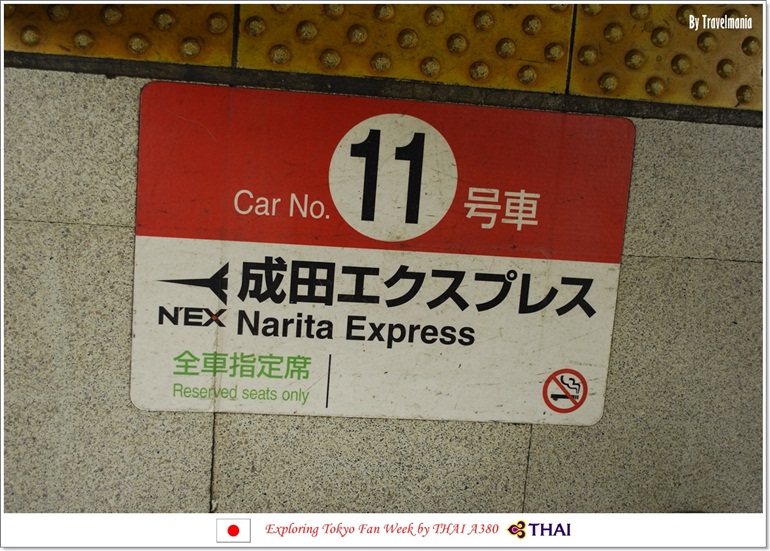 By Travelmania
Car No. 11 号車
成田エクスプレス
N'EX Narita Express
全車指定席
Reserved seats only
Exploring Tokyo Fan Week by THAI A380 THAI